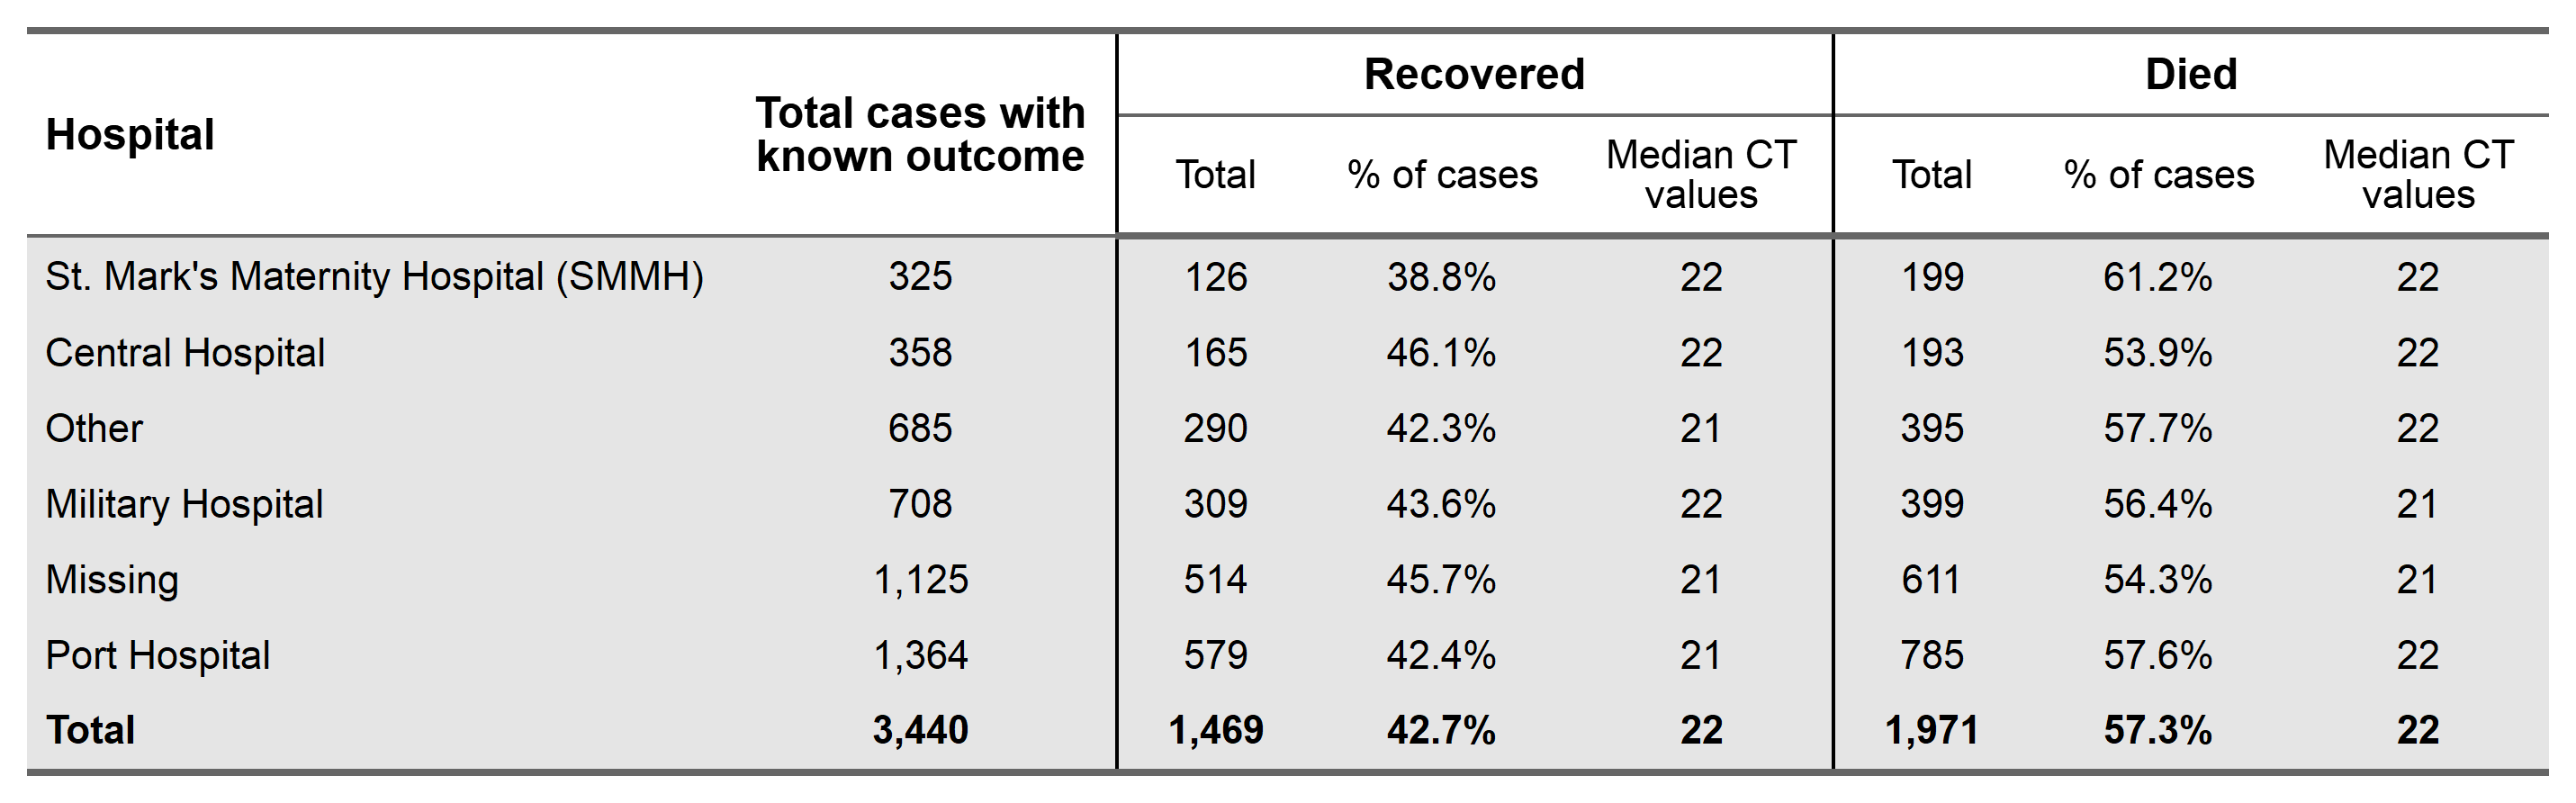 Recovered Died
Hospital Total cases with known outcome Total % of cases Median CT values Total % of cases Median CT values
St. Mark's Maternity Hospital (SMMH) 325 126 38.8% 22 199 61.2% 22
Central Hospital 358 165 46.1% 22 193 53.9% 22
Other 685 290 42.3% 21 395 57.7% 22
Military Hospital 708 309 43.6% 22 399 56.4% 21
Missing 1,125 514 45.7% 21 611 54.3% 21
Port Hospital 1,364 579 42.4% 21 785 57.6% 22
Total 3,440 1,469 42.7% 22 1,971 57.3% 22